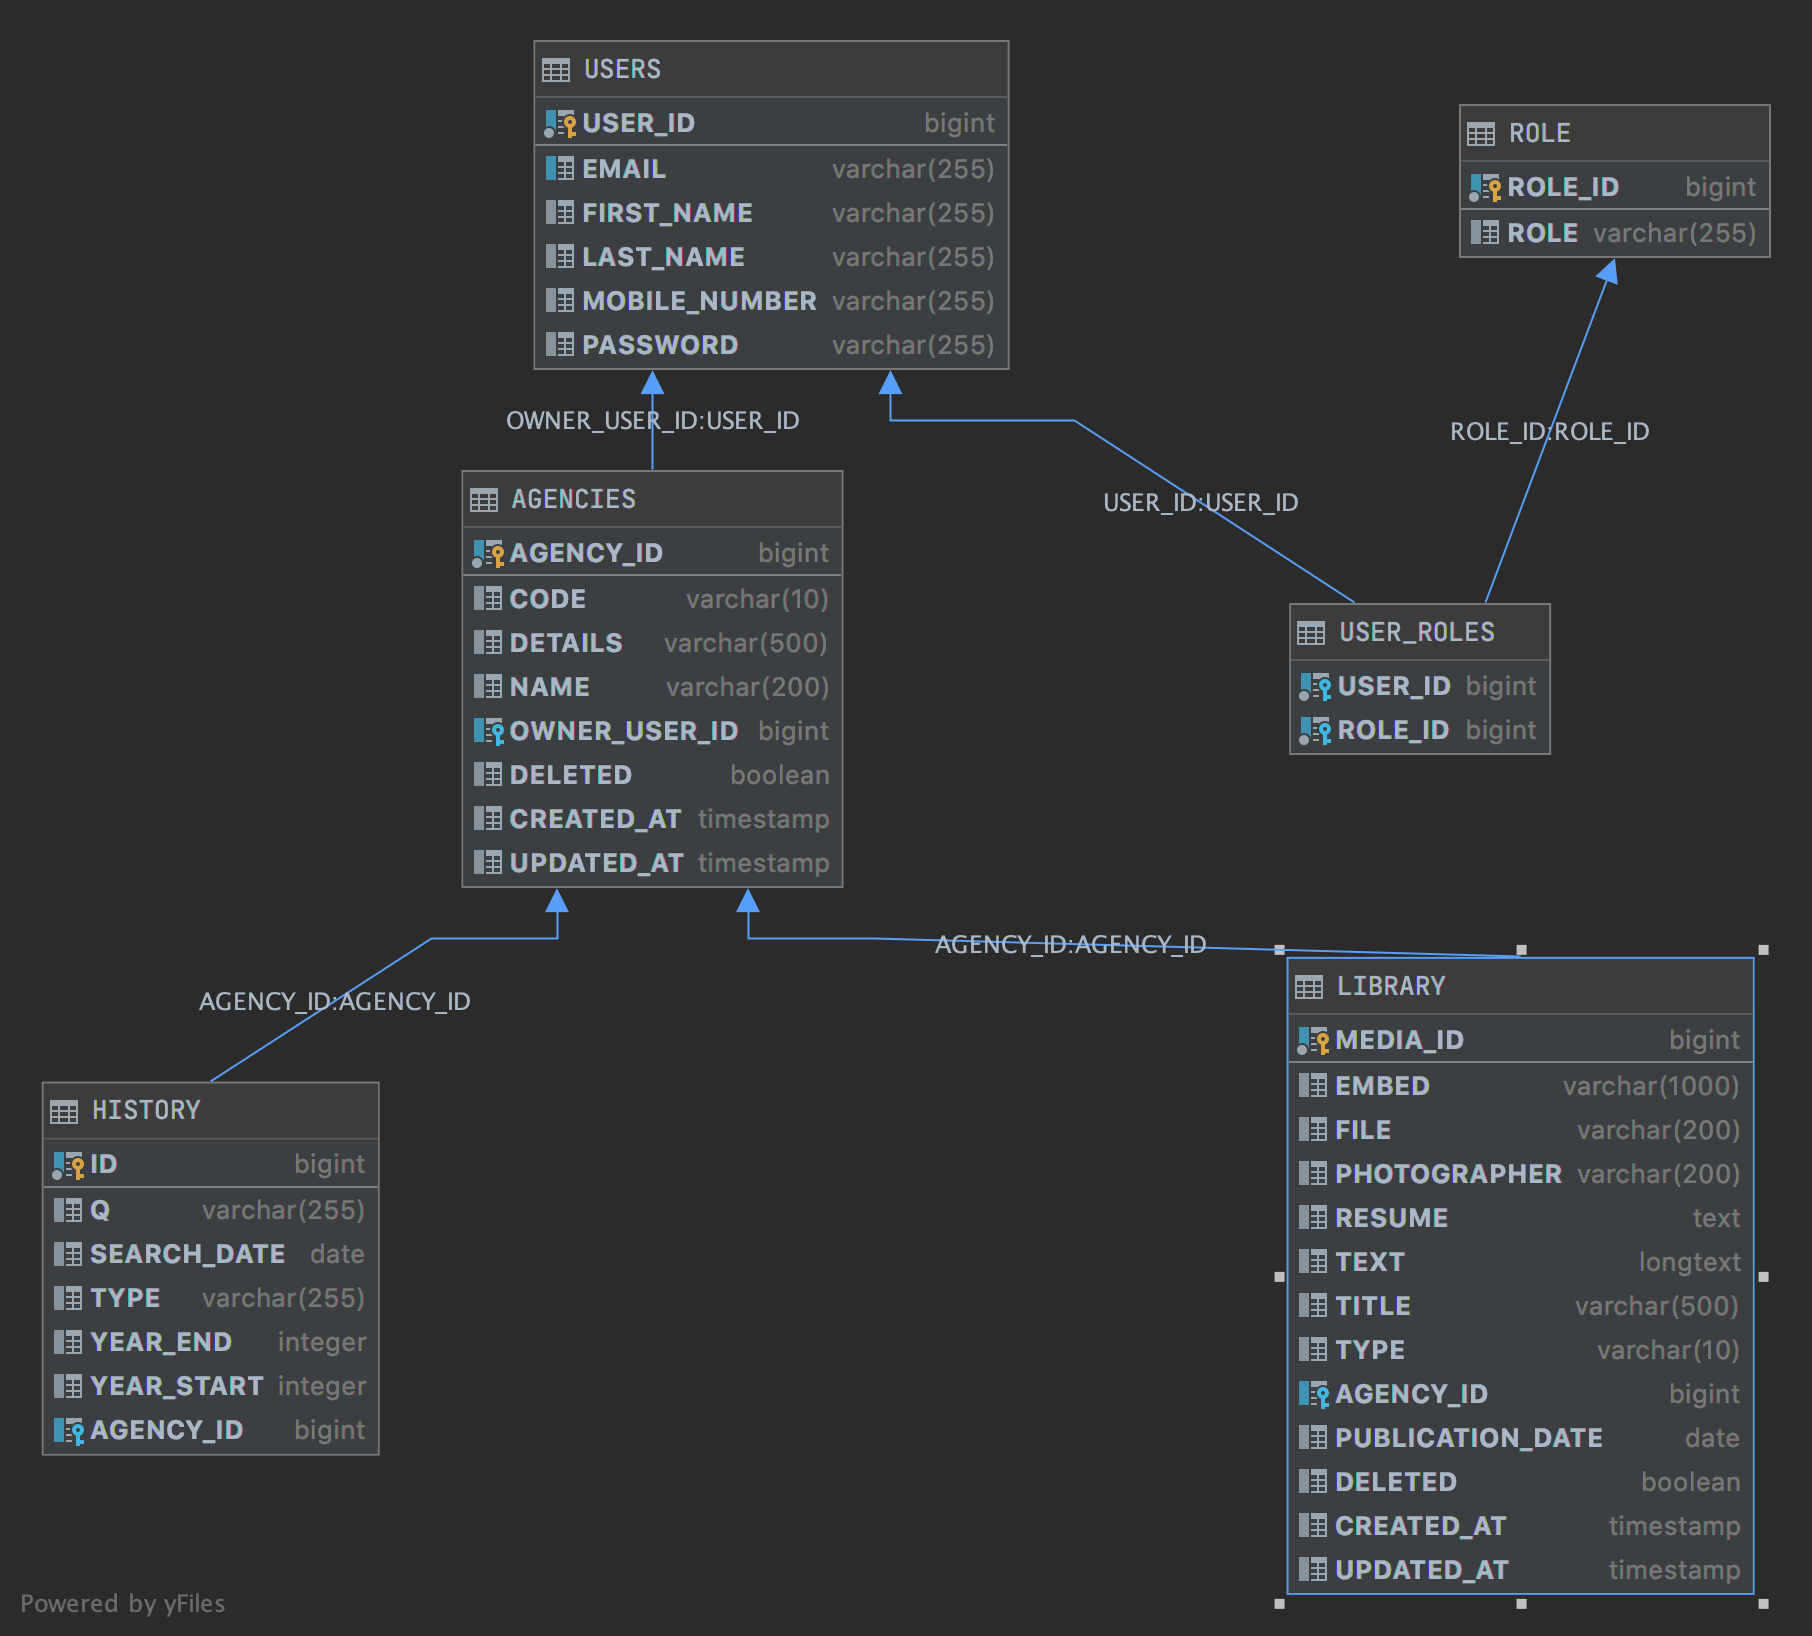 USERS
USER_ID bigint
EMAIL varchar(255)
FIRST_NAME varchar(255)
LAST_NAME varchar(255)
MOBILE_NUMBER varchar(255)
PASSWORD varchar(255)
ROLE
ROLE_ID bigint
ROLE varchar(255)
OWNER_USER_ID:USER_ID
ROLE_ID:ROLE_ID
USER_ID:USER_ID
AGENCIES
AGENCY_ID bigint
CODE varchar(10)
DETAILS varchar(500)
NAME varchar(200)
OWNER_USER_ID bigint
DELETED boolean
CREATED_AT timestamp
UPDATED_AT timestamp
USER_ROLES
USER_ID bigint
ROLE_ID bigint
AGENCY_ID:AGENCY_ID
AGENCY_ID:AGENCY_ID
HISTORY
ID bigint
Q varchar(255)
SEARCH_DATE date
TYPE varchar(255)
YEAR_END integer
YEAR_START integer
AGENCY_ID bigint
LIBRARY
MEDIA_ID bigint
EMBED varchar(1000)
FILE varchar(200)
PHOTOGRAPHER varchar(200)
RESUME text
TEXT longtext
TITLE varchar(500)
TYPE varchar(10)
AGENCY_ID bigint
PUBLICATION_DATE date
DELETED boolean
CREATED_AT timestamp
UPDATED_AT timestamp
Powered by yFiles